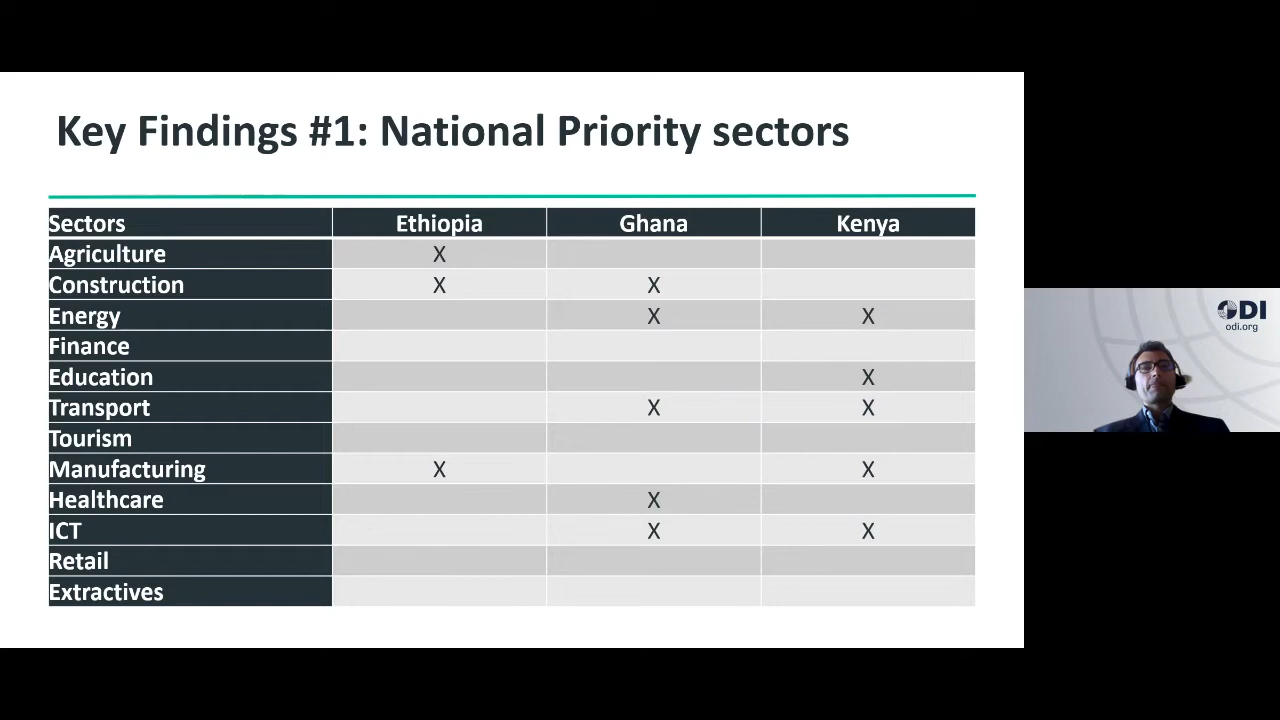 Key Findings #1: National Priority sectors
Sectors Ethiopia Ghana Kenya
Agriculture X
Construction X X
Energy X X
Finance
Education X
Transport X X
Tourism
Manufacturing X X
Healthcare X
ICT X X
Retail
Extractives
ODI
odi.org